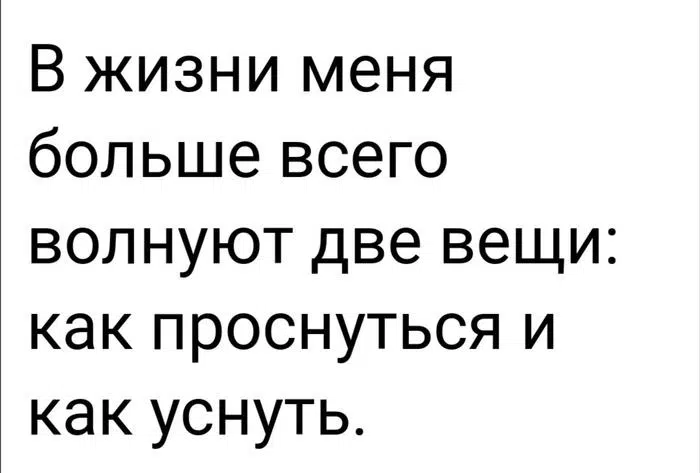 В жизни меня
больше всего
волнуют две вещи:
как проснуться и
как уснуть.